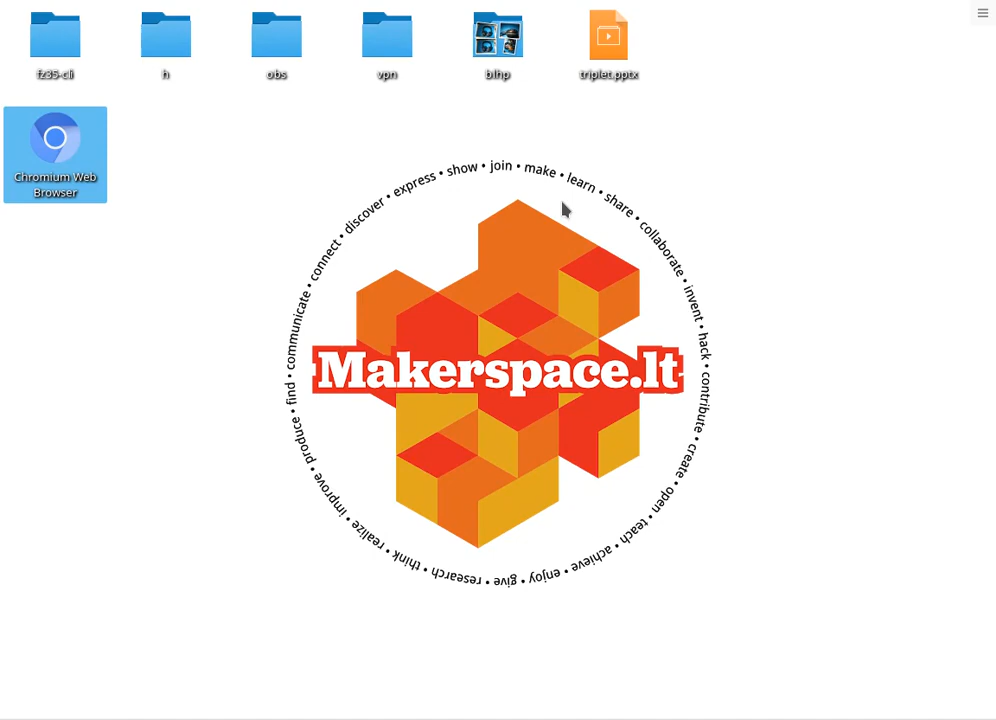 fz35-cli
h
obs
vpn
blhp
triplet.pptx
Chromium Web
Browser
discover • express • show • join • make • learn • share • collaborate • invent • hack • contribute • create • open • teach • achieve • enjoy • give • research • think • realize • improve • produce • find • communicate • connect •
Makerspace.lt